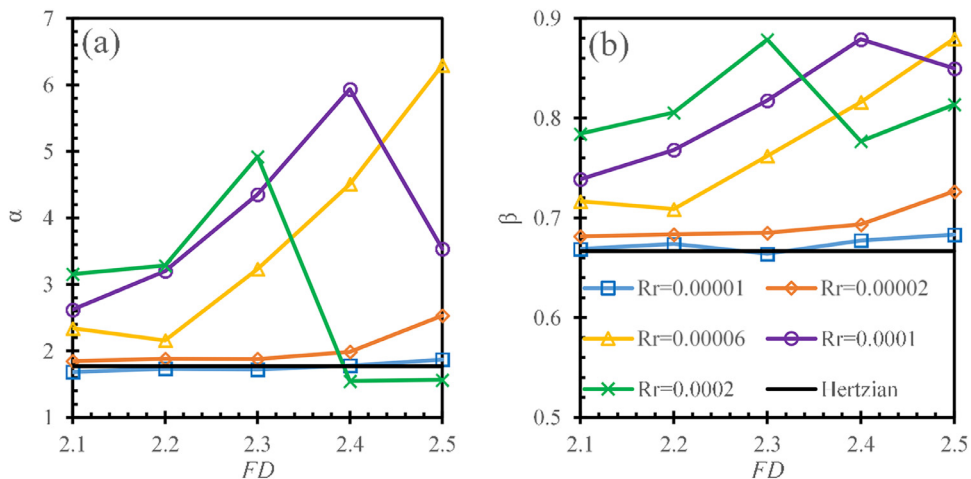 (a)
7
6
5
4
3
2
1
α
2.1 2.2 2.3 2.4 2.5
FD
(b)
0.9
0.8
0.7
0.6
0.5
β
Rr=0.00001 Rr=0.00002
Rr=0.00006 Rr=0.0001
Rr=0.0002 Hertzian
2.1 2.2 2.3 2.4 2.5
FD